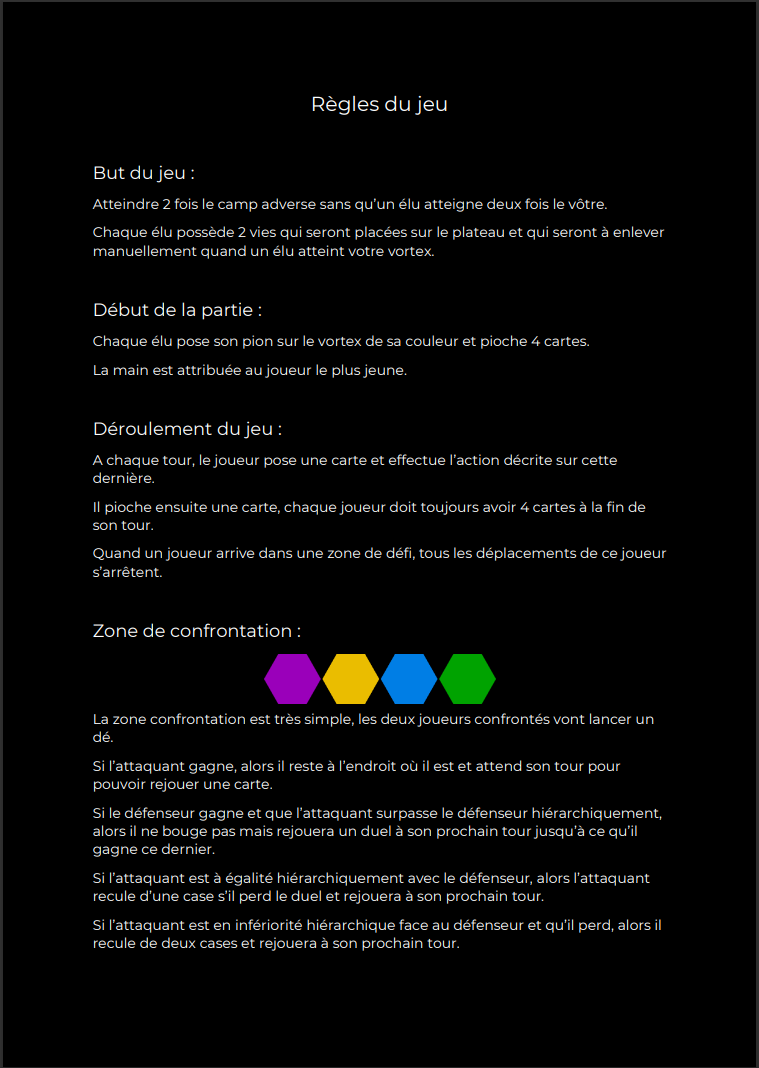 Règles du jeu
But du jeu :
Atteindre 2 fois le camp adverse sans qu’un élu atteigne deux fois le vôtre.
Chaque élu possède 2 vies qui seront placées sur le plateau et qui seront à enlever
manuellement quand un élu atteint votre vortex.
Début de la partie :
Chaque élu pose son pion sur le vortex de sa couleur et pioche 4 cartes.
La main est attribuée au joueur le plus jeune.
Déroulement du jeu :
A chaque tour, le joueur pose une carte et effectue l’action décrite sur cette
dernière.
Il pioche ensuite une carte, chaque joueur doit toujours avoir 4 cartes à la fin de
son tour.
Quand un joueur arrive dans une zone de défi, tous les déplacements de ce joueur
s’arrêtent.
Zone de confrontation :
La zone confrontation est très simple, les deux joueurs confrontés vont lancer un
dé.
Si l’attaquant gagne, alors il reste à l’endroit où il est et attend son tour pour
pouvoir rejouer une carte.
Si le défenseur gagne et que l’attaquant surpasse le défenseur hiérarchiquement,
alors il ne bouge pas mais rejouera un duel à son prochain tour jusqu’à ce qu’il
gagne ce dernier.
Si l’attaquant est à égalité hiérarchiquement avec le défenseur, alors l’attaquant
recule d’une case s’il perd le duel et rejouera à son prochain tour.
Si l’attaquant est en infériorité hiérarchique face au défenseur et qu’il perd, alors il
recule de deux cases et rejouera à son prochain tour.